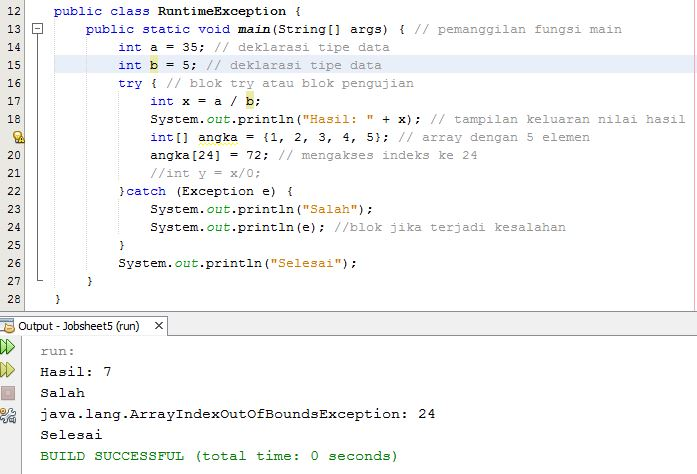 12 public class RuntimeException {
13 public static void main(String[] args) { // pemanggilan fungsi main
14 int a = 35; // deklarasi tipe data
15 int b = 5; // deklarasi tipe data
16 try { // blok try atau blok pengujian
17 int x = a / b;
18 System.out.println("Hasil: " + x); // tampilan keluaran nilai hasil
int[] angka = {1, 2, 3, 4, 5}; // array dengan 5 elemen
20 angka[24] = 72; // mengakses indeks ke 24
21 //int y = x/0;
22 }catch (Exception e) {
23 System.out.println("Salah");
24 System.out.println(e); //blok jika terjadi kesalahan
25 }
26 System.out.println("Selesai");
27 }
28 }
Output - Jobsheet5 (run)
run:
Hasil: 7
Salah
java.lang.ArrayIndexOutOfBoundsException: 24
Selesai
BUILD SUCCESSFUL (total time: 0 seconds)